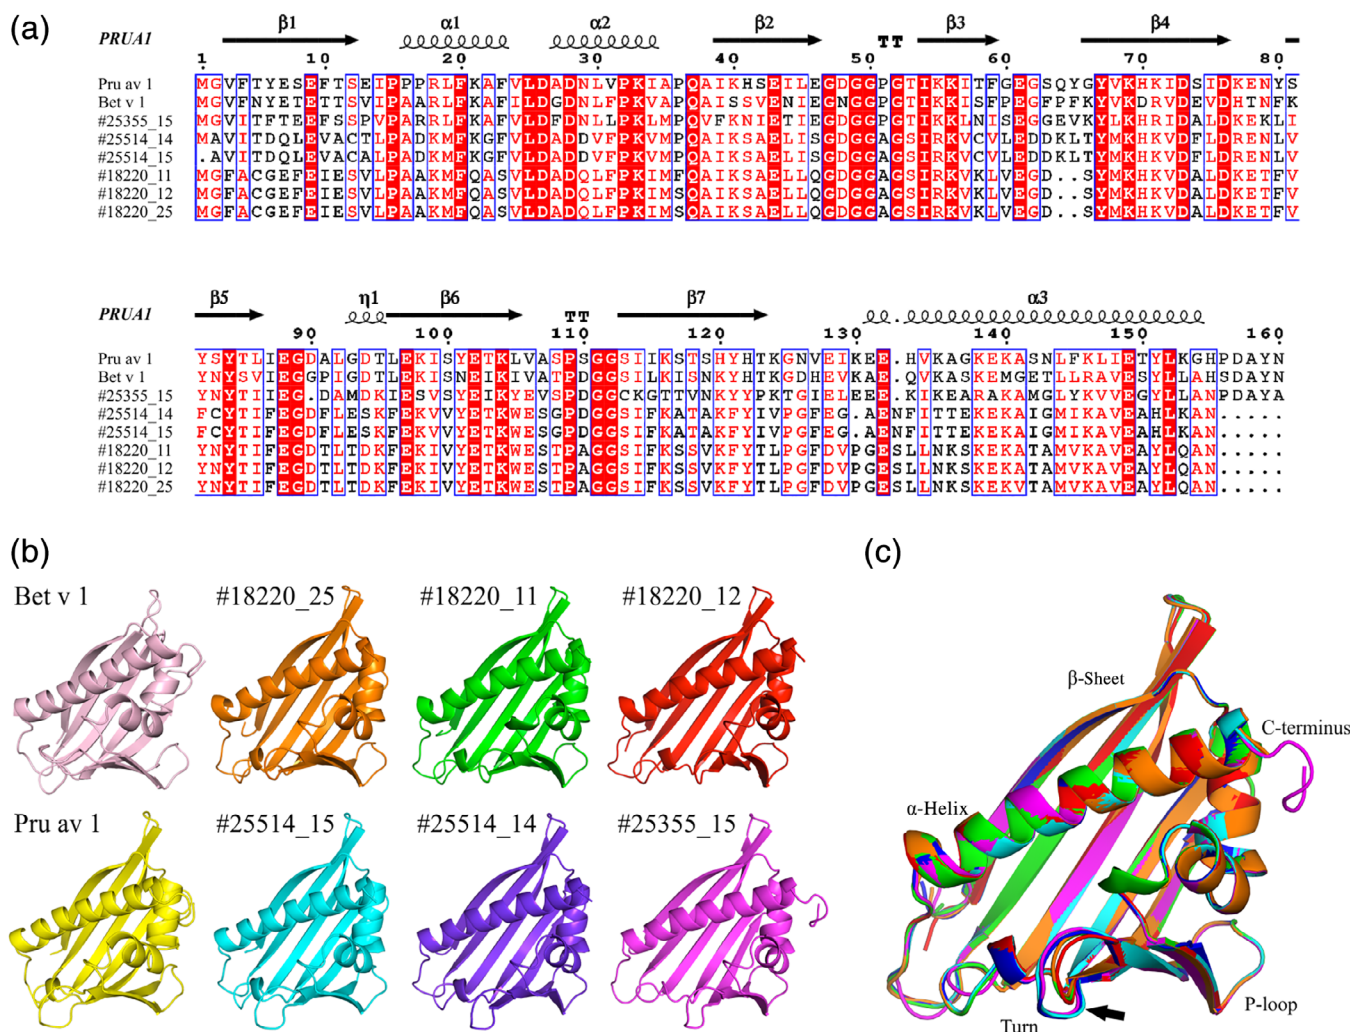 (a)
β1 α1 α2 β2 β3 β4
PRUA1 TT
1 10 20 30 40 50 60 70 80
Pru av 1 MGVFTYESEFTSEIPPPRLFKAFVLDADNLVPKIAPQAIKHSEILEGDGGPGTIKKITFGEGSQYGYVKHKIDSIDKENYS
Bet v 1 MGVFNYETETTSVIPAARLFKAFILDGDNLFPKVAPQAISSVENIEGNGGPGTIKKISFPEGFPFKYVKDRVDEVDHTNFK
#25355_15 MGVITFTEEFSSPVPARRLFKAFVLDFDNLLPKLMPQVFKNIETIEGDGGPGTIKKLNISEGGEVKYLKHRIDALDKEKLI
#25514_14 MAVITDQLEVACTLPADKMFKGFVLDADDVFPKIAPQAIKSAEILEGDGGAGSIRKVCVLEDDKLTYMKHKVDFLDRENLV
#25514_15 .AVITDQLEVACALPADKMFKGFVLDADDVFPKVMPQAIKSAELISGDGGAGSIRKVCVLEDDKLTYMKHKVDFLDRENLV
#18220_11 MGFACGEFEIESVLPAAKMFQASVLDADQLFPKIMFQAIKSAELLQGDGGAGSIRKVKLVEGD..SYMKHKVDALDKETFV
#18220_12 MGFACGEFEIESVLPAAKMFQASVLDADQLFPKIMFQAIKSAELLQGDGGAGSIRKVKLVEGD..SYMKHKVDALDKETFV
#18220_25 MGFACGEFEIESVLPAAKMFQASVLDADQLFPKIMSQAIKSAELLQGDGGAGSIRKVKLVEGD..SYMKHKVDALDKETFV
β5 η1 β6 β7 α3
PRUA1 TT
90 100 110 120 130 140 150 160
Pru av 1 YSYTLIEGDALGDTLEKISYETKLVASPSGGSIIKSTSHYHTKGNVEIKEE.HVKAGKEKASNLFKLIETYLKGHPDAYN
Bet v 1 YNYSVIEGGPIGDTLEKISNEIKIVATPDGGSILKISNKYHTKGDHEVKAE.QVKASKEMGETLLRAVESYLLAHSDAYN
#25355_15 YNYTIIEG.DAMDKIESVSYEIKYEVSPDGGCKGTTVNKYYPKTGIELEEE.KIKEARAKAMGLYKVVEGYLLANPDAYA
#25514_14 FCYTIFEGDFLESKFEKVVYETKWESGPDGGSIFKATAKFYIVPGFEG.AENFITTEKEKAIGMIKAVEAHLKAN.....
#25514_15 FCYTIFEGDFLESKFEKVVYETKWESGPDGGSIFKATAKFYIVPGFEG.AENFITTEKEKAIGMIKAVEAHLKAN.....
#18220_11 YNYTIFEGDTLTDKFEKIVYETKWESTPAGGSIFKSSVKFYTLPGFDVPGESLLNKSKEKVTAMVKAVEAYLQAN.....
#18220_12 YNYTIFEGDTLTDKFEKIVYETKWESTPAGGSIFKSSVKFYTLPGFDVPGESLLNKSKEKVTAMVKAVEAYLQAN.....
#18220_25 YNYTIFEGDTLTDKFEKIVYETKWESTPAGGSIFKSSVKFYTLPGFDVPGESLLNKSKEKVTAMVKAVEAYLQAN.....
(b)
Bet v 1 #18220_25 #18220_11 #18220_12
Pru av 1 #25514_15 #25514_14 #25355_15
(c)
β-Sheet
C-terminus
α-Helix
P-loop
Turn